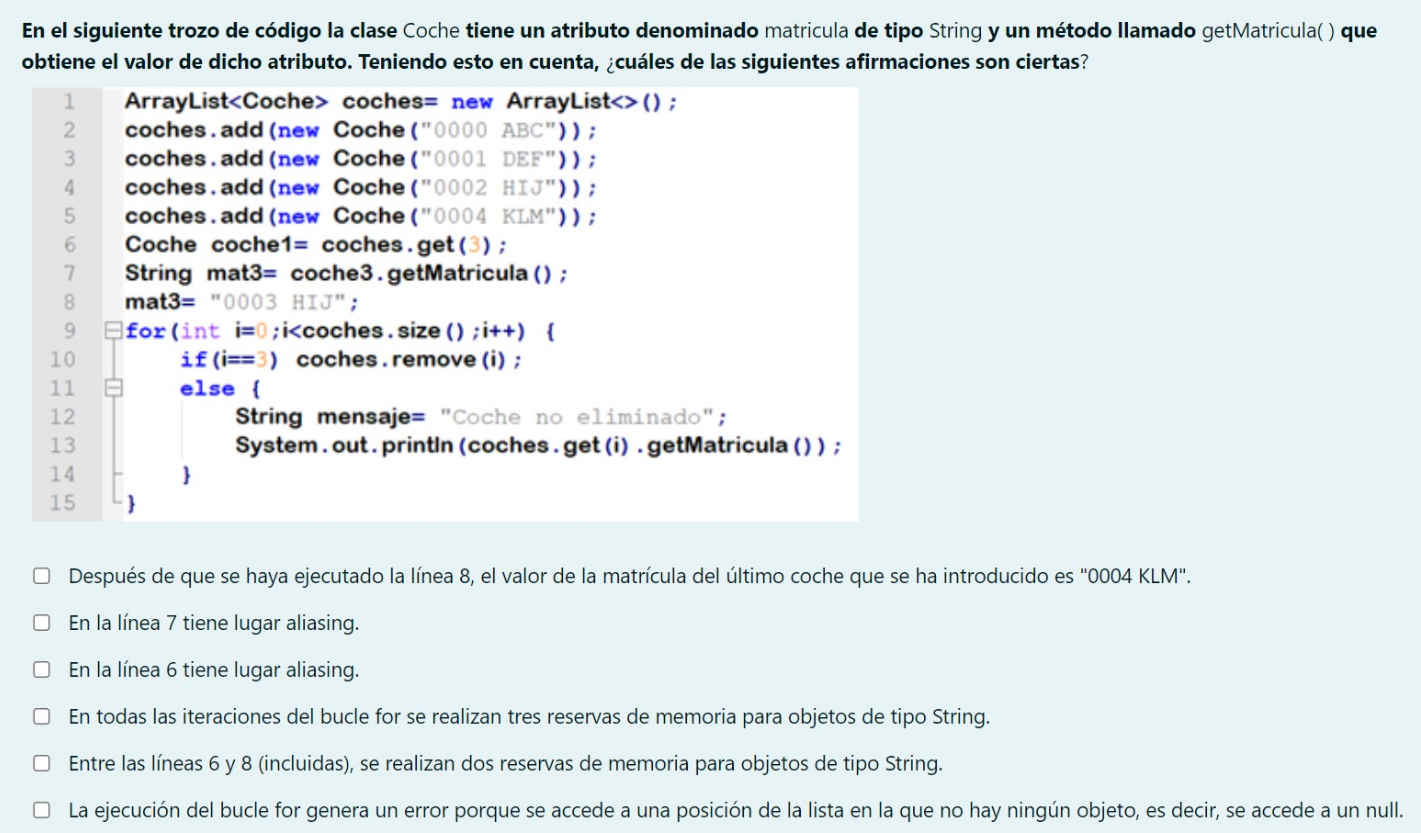 En el siguiente trozo de código la clase Coche tiene un atributo denominado matricula de tipo String y un método llamado getMatricula( ) que
obtiene el valor de dicho atributo. Teniendo esto en cuenta, ¿cuáles de las siguientes afirmaciones son ciertas?
1 ArrayList<Coche> coches= new ArrayList<>();
2 coches.add(new Coche("0000 ABC"));
3 coches.add(new Coche("0001 DEF"));
4 coches.add(new Coche("0002 HIJ"));
5 coches.add(new Coche("0004 KLM"));
6 Coche coche1= coches.get(3);
7 String mat3= coche3.getMatricula();
8 mat3= "0003 HIJ";
9 for(int i=0;i<coches.size();i++) {
10 if(i==3) coches.remove(i);
11 else {
12 String mensaje= "Coche no eliminado";
13 System.out.println(coches.get(i).getMatricula());
14 }
15 }
Después de que se haya ejecutado la línea 8, el valor de la matrícula del último coche que se ha introducido es "0004 KLM".
En la línea 7 tiene lugar aliasing.
En la línea 6 tiene lugar aliasing.
En todas las iteraciones del bucle for se realizan tres reservas de memoria para objetos de tipo String.
Entre las líneas 6 y 8 (incluidas), se realizan dos reservas de memoria para objetos de tipo String.
La ejecución del bucle for genera un error porque se accede a una posición de la lista en la que no hay ningún objeto, es decir, se accede a un null.